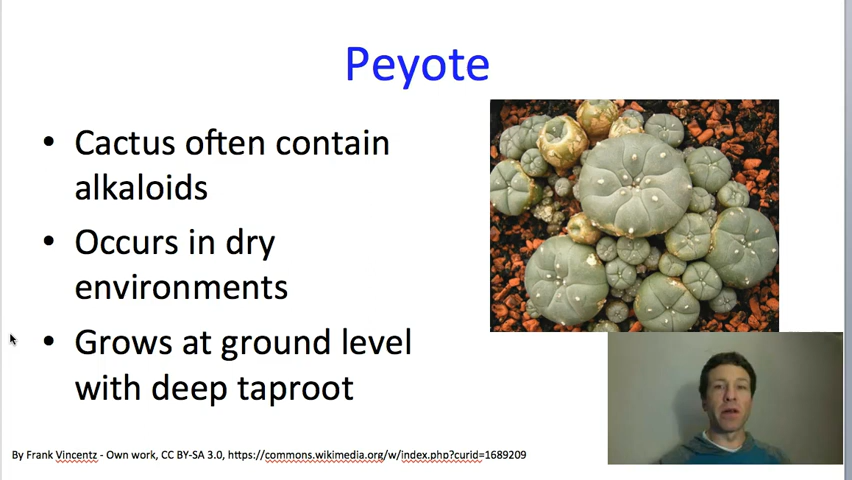 Peyote
• Cactus often contain
alkaloids
• Occurs in dry
environments
• Grows at ground level
with deep taproot
By Frank Vincentz - Own work, CC BY-SA 3.0, https://commons.wikimedia.org/w/index.php?curid=1689209